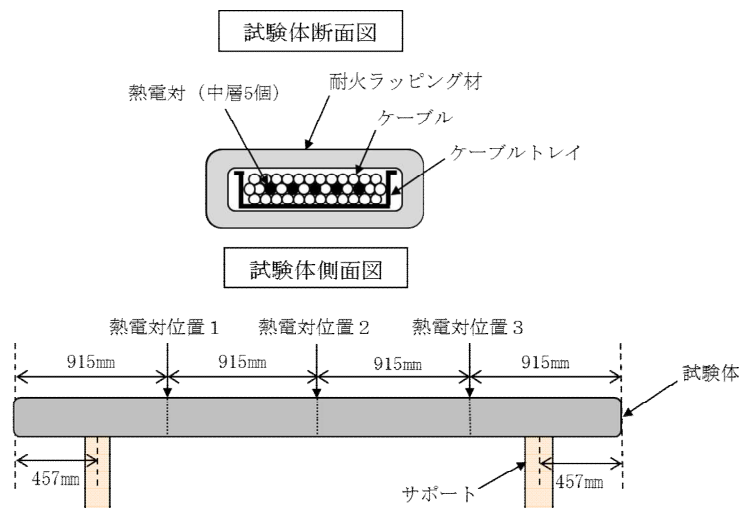 試験体断面図
耐火ラッピング材
熱電対（中層5個）
ケーブル
ケーブルトレイ
試験体側面図
熱電対位置１ 熱電対位置２ 熱電対位置３
915mm 915mm 915mm 915mm
試験体
457mm 457mm
サポート